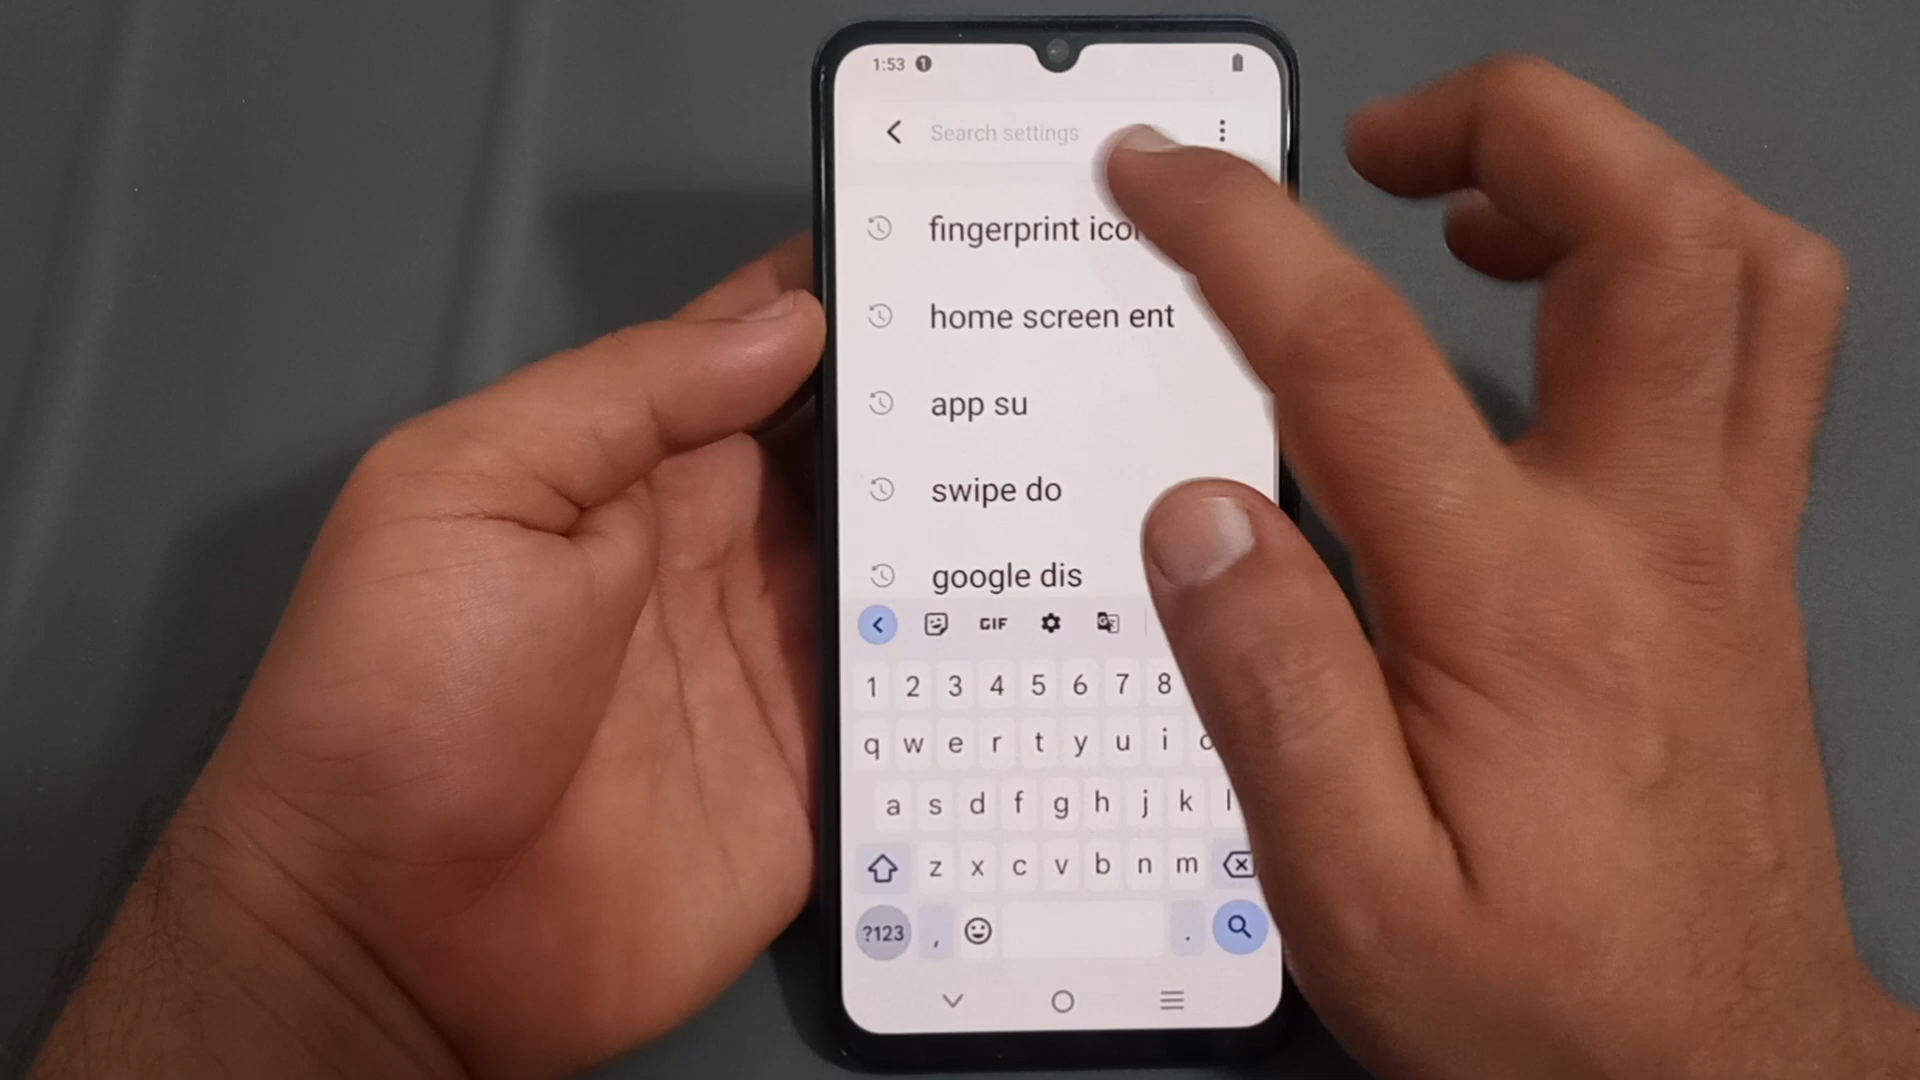 1:53 1
Search settings
fingerprint
home screen ent
app su
swipe do
google dis
GIF
1 2 3 4 5 6 7 8
q w e r t y u i
a s d f g h j k l
z x c v b n m
?123 , .